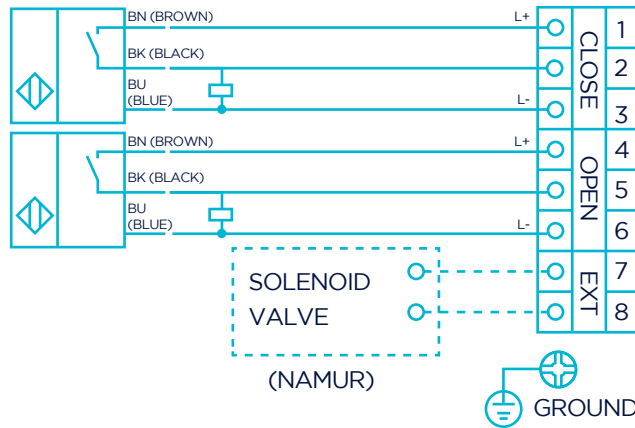 BN (BROWN)
L+
1
BK (BLACK)
2
BU
(BLUE)
L-
3
CLOSE
BN (BROWN)
L+
4
BK (BLACK)
5
BU
(BLUE)
L-
6
OPEN
SOLENOID
VALVE
7
8
EXT
(NAMUR)
GROUND